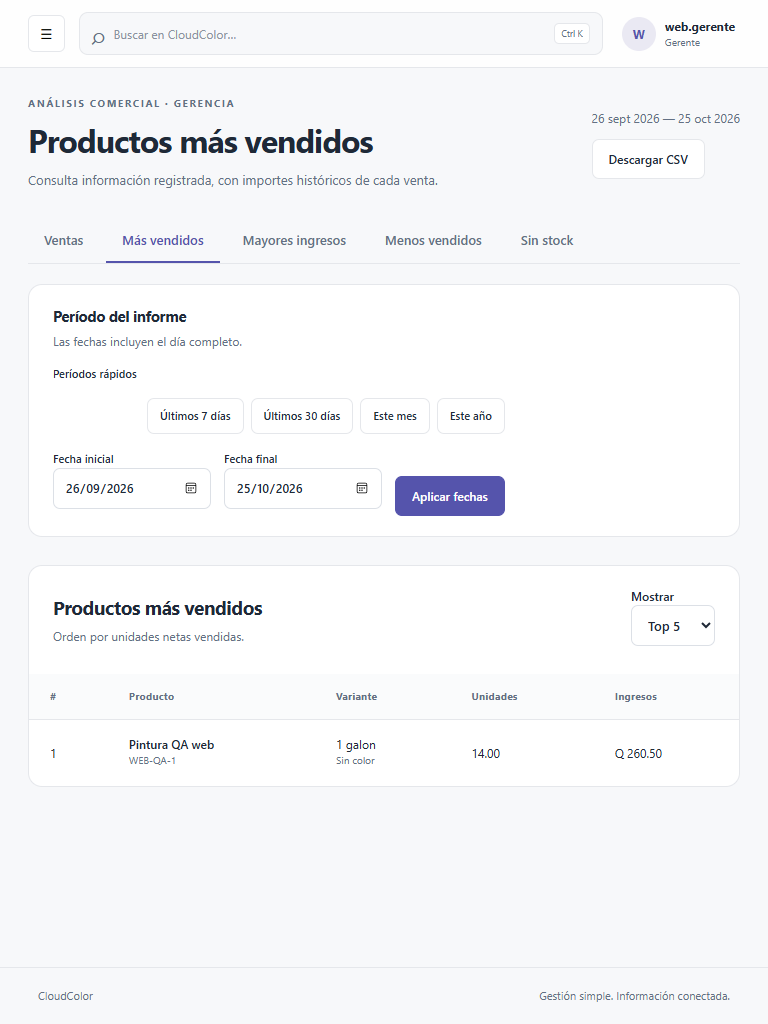 ☰
Buscar en CloudColor...
Ctrl K
W
web.gerente
Gerente
ANÁLISIS COMERCIAL · GERENCIA
Productos más vendidos
Consulta información registrada, con importes históricos de cada venta.
26 sept 2026 — 25 oct 2026
Descargar CSV
Ventas Más vendidos Mayores ingresos Menos vendidos Sin stock
Período del informe
Las fechas incluyen el día completo.
Períodos rápidos
Últimos 7 días Últimos 30 días Este mes Este año
Fecha inicial Fecha final
26/09/2026 25/10/2026 Aplicar fechas
Productos más vendidos
Orden por unidades netas vendidas.
Mostrar
Top 5
# Producto Variante Unidades Ingresos
1 Pintura QA web 1 galon 14.00 Q 260.50
WEB-QA-1 Sin color
CloudColor Gestión simple. Información conectada.